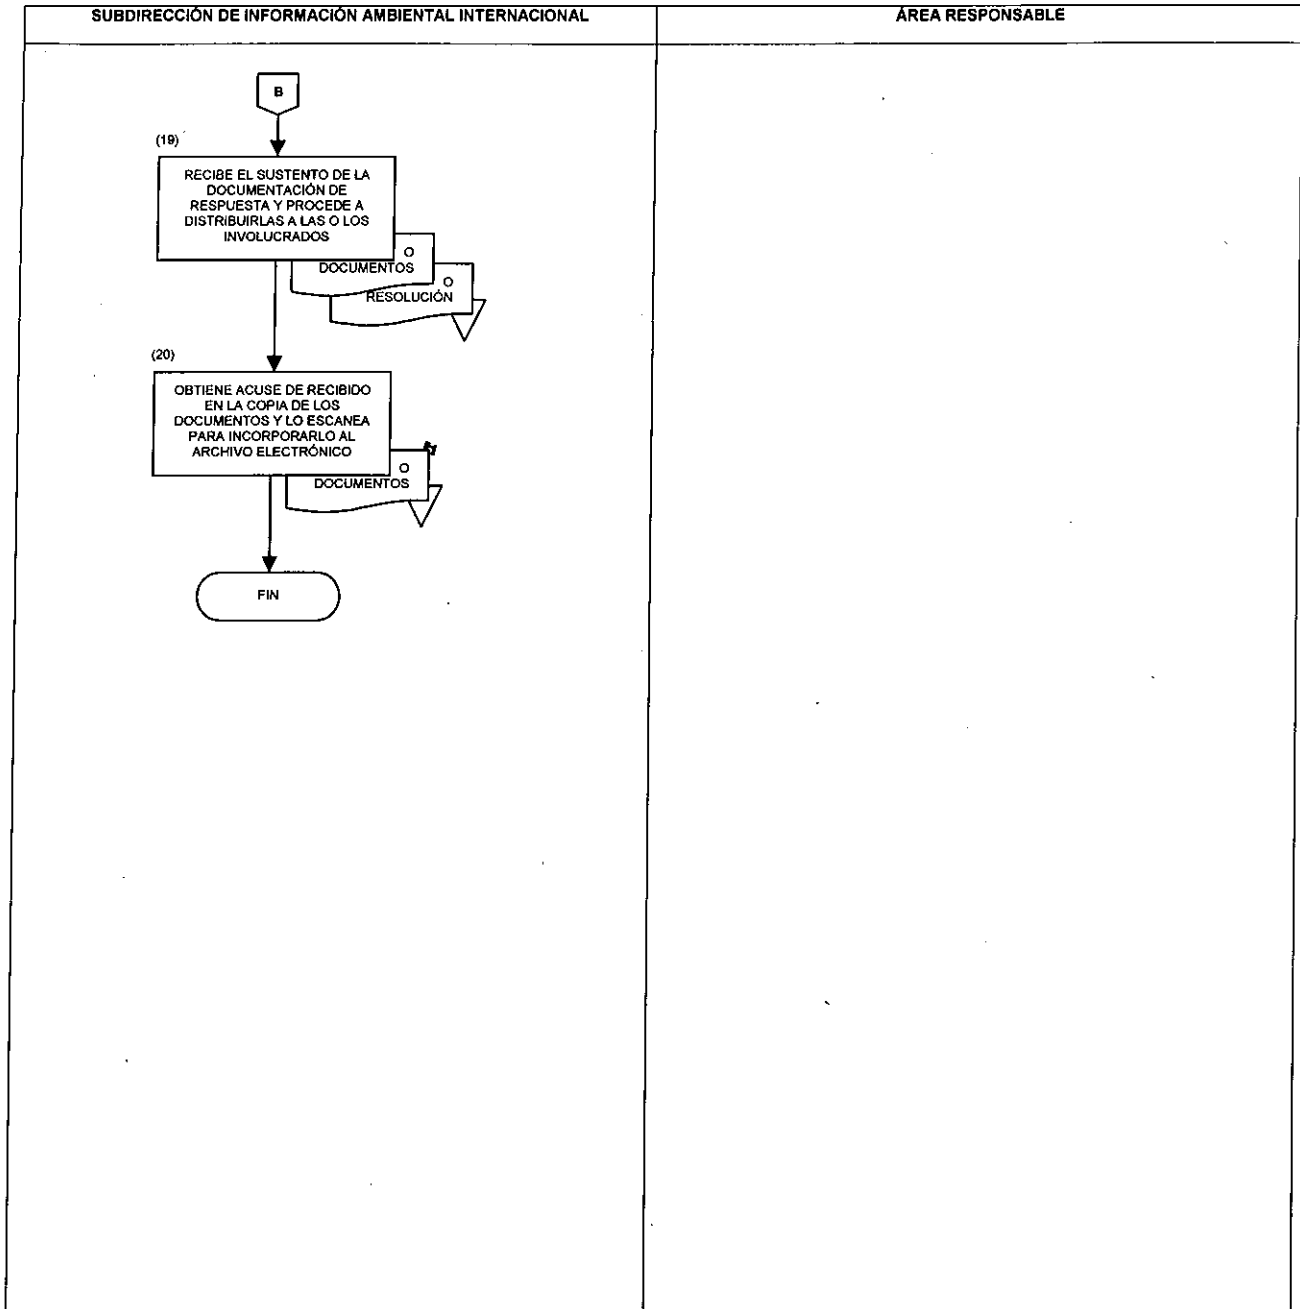 SUBDIRECCIÓN DE INFORMACIÓN AMBIENTAL INTERNACIONAL
ÁREA RESPONSABLE
B
(19)
RECIBE EL SUSTENTO DE LA
DOCUMENTACIÓN DE
RESPUESTA Y PROCEDE A
DISTRIBUIRLAS A LAS O LOS
INVOLUCRADOS
O
DOCUMENTOS
O
RESOLUCIÓN
(20)
OBTIENE ACUSE DE RECIBIDO
EN LA COPIA DE LOS
DOCUMENTOS Y LO ESCANEA
PARA INCORPORARLO AL
ARCHIVO ELECTRÓNICO
O
DOCUMENTOS
FIN